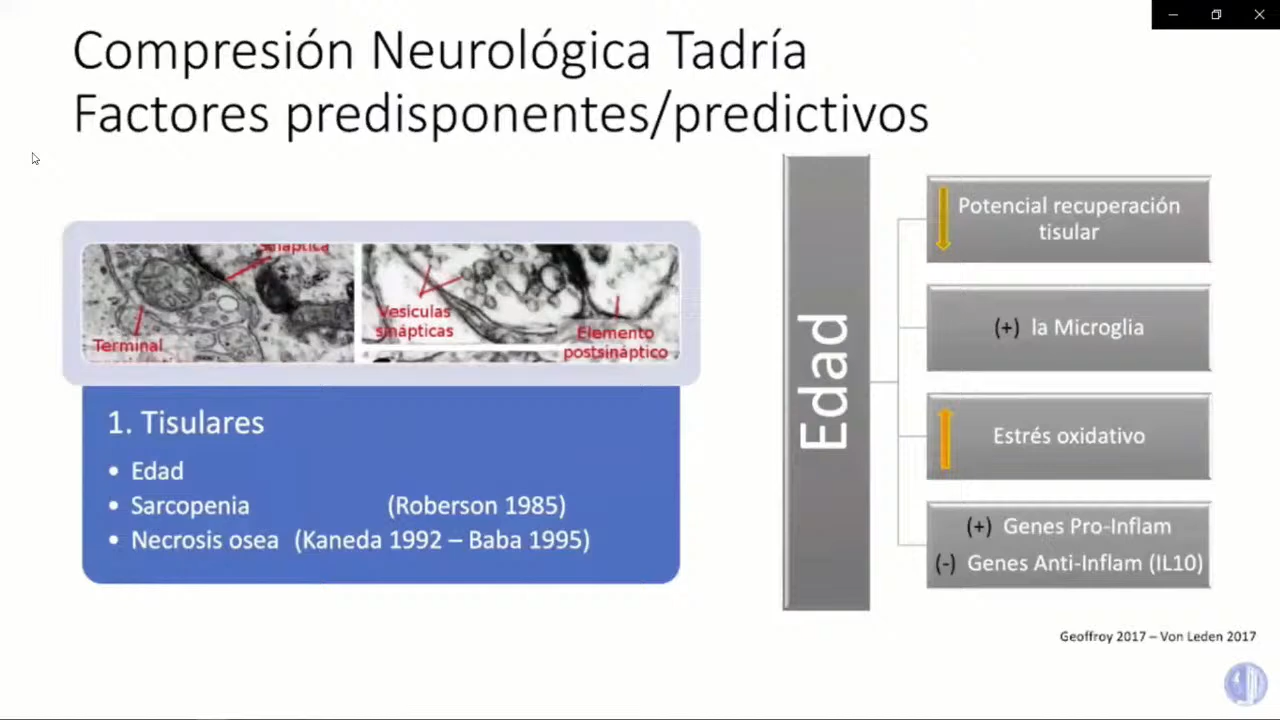 Compresión Neurológica Tadría
Factores predisponentes/predictivos
Terminal
Vesículas
sinápticas
Elemento
postsináptico
1. Tisulares
• Edad
• Sarcopenia (Roberson 1985)
• Necrosis osea (Kaneda 1992 – Baba 1995)
Edad
Potencial recuperación
tisular
(+) la Microglia
Estrés oxidativo
(+) Genes Pro-Inflam
(-) Genes Anti-Inflam (IL10)
Geoffroy 2017 – Von Leden 2017